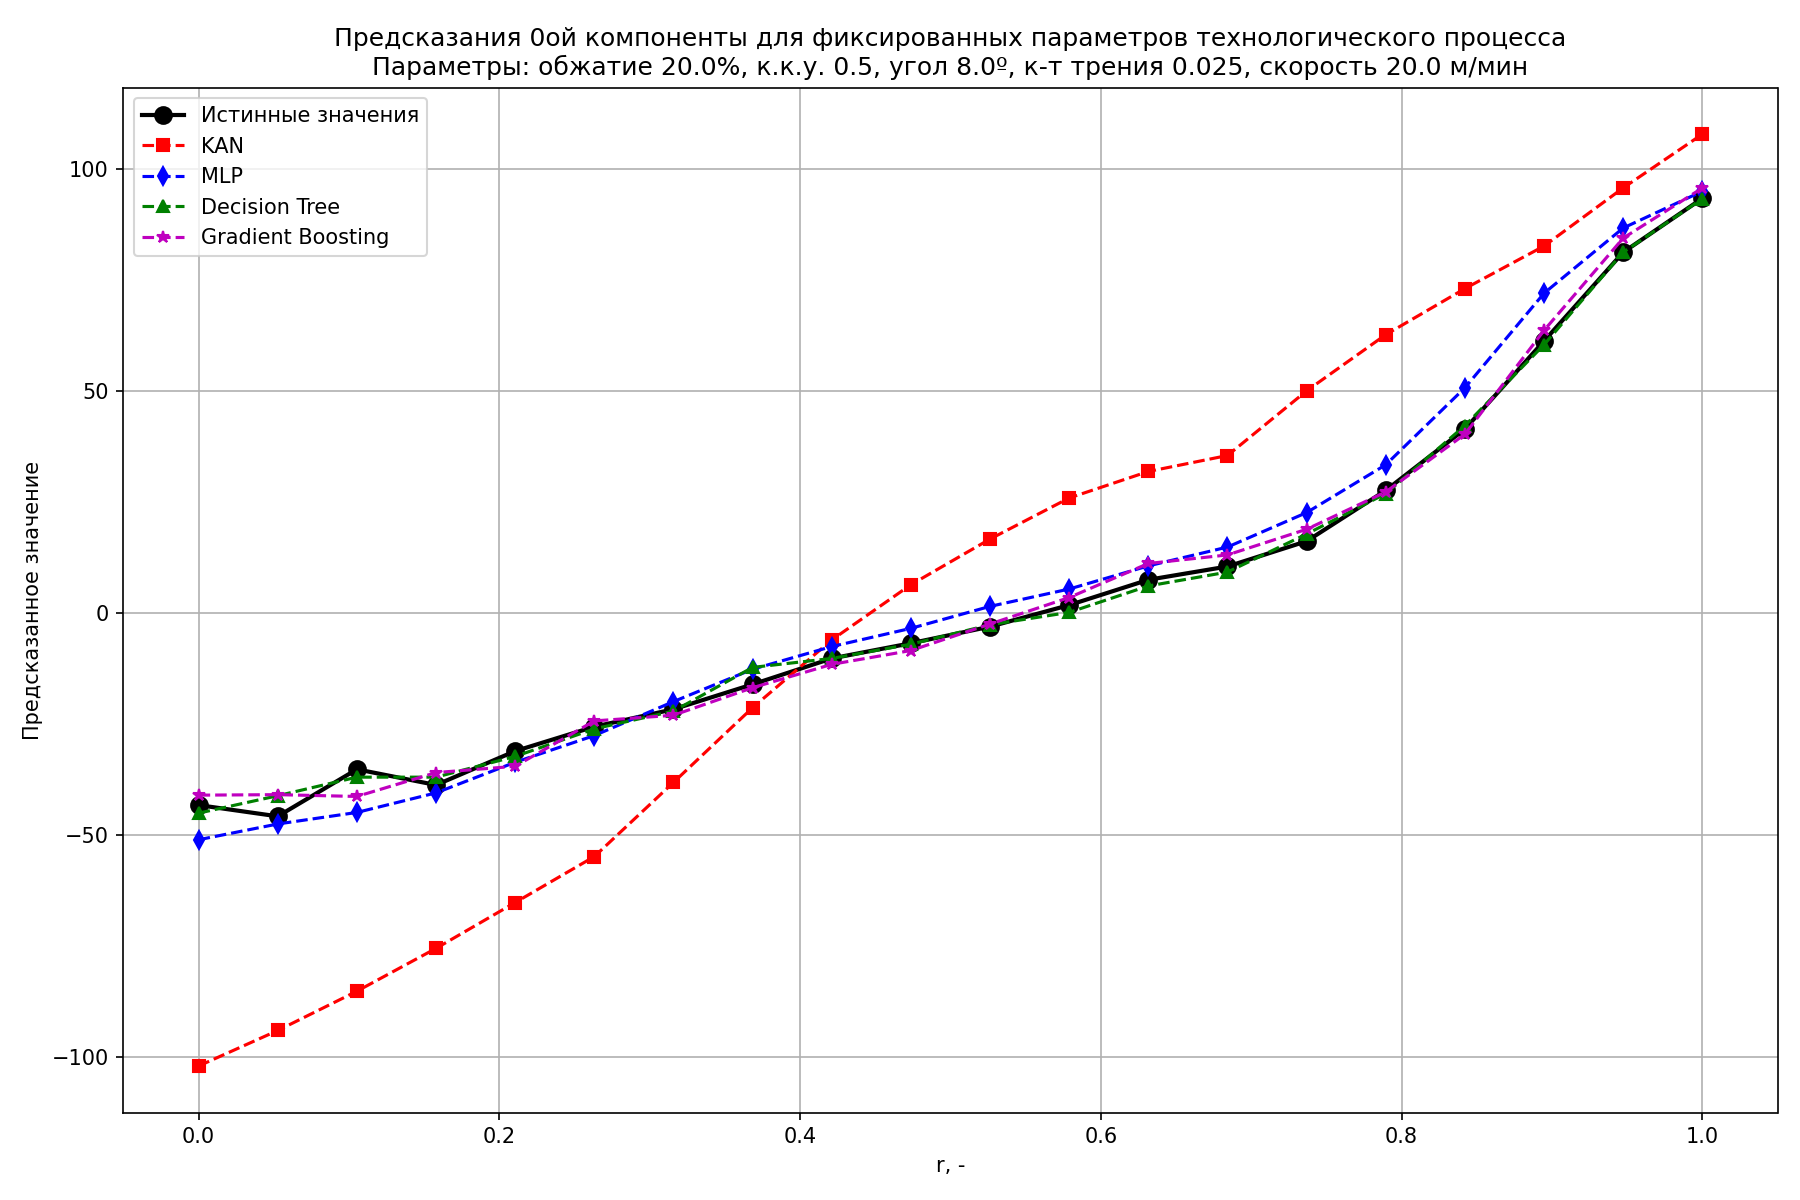 Предсказания 0ой компоненты для фиксированных параметров технологического процесса
Параметры: обжатие 20.0%, к.к.у. 0.5, угол 8.0º, к-т трения 0.025, скорость 20.0 м/мин
Истинные значения
KAN
MLP
Decision Tree
Gradient Boosting
Предсказанное значение
100
50
0
−50
−100
0.0
0.2
0.4
0.6
0.8
1.0
r, -